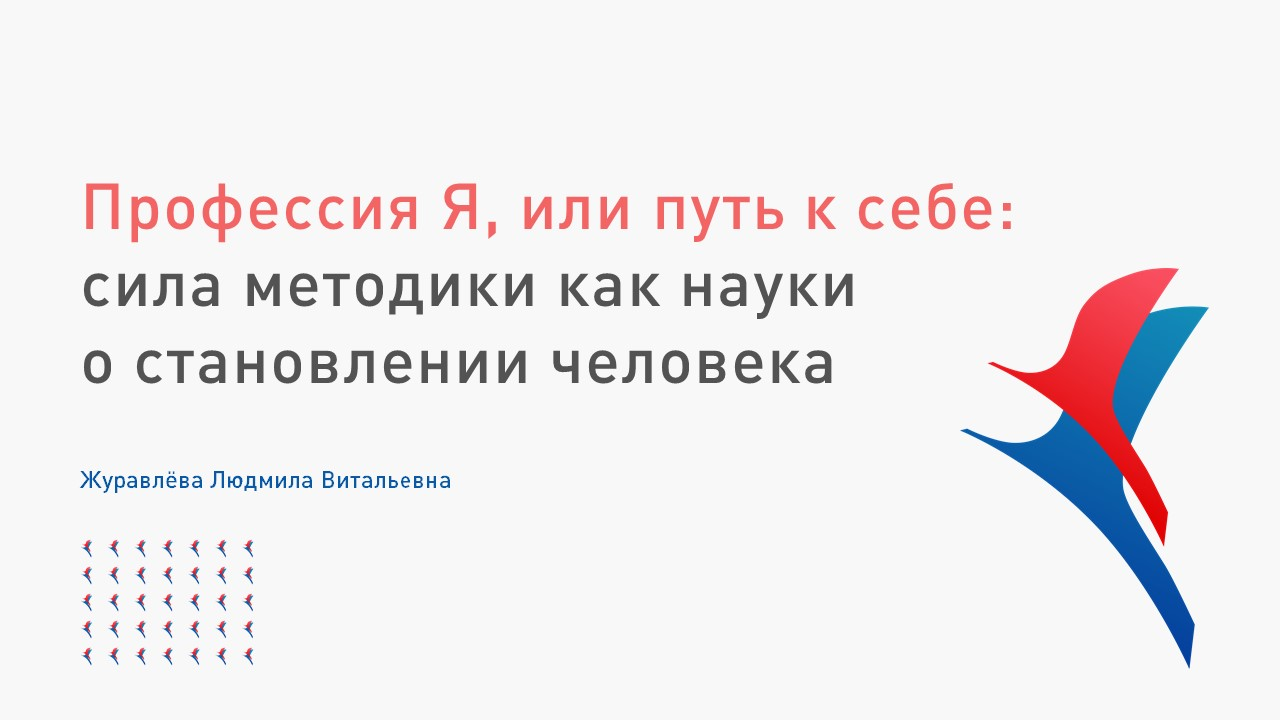 Профессия Я, или путь к себе:
сила методики как науки
о становлении человека
Журавлёва Людмила Витальевна